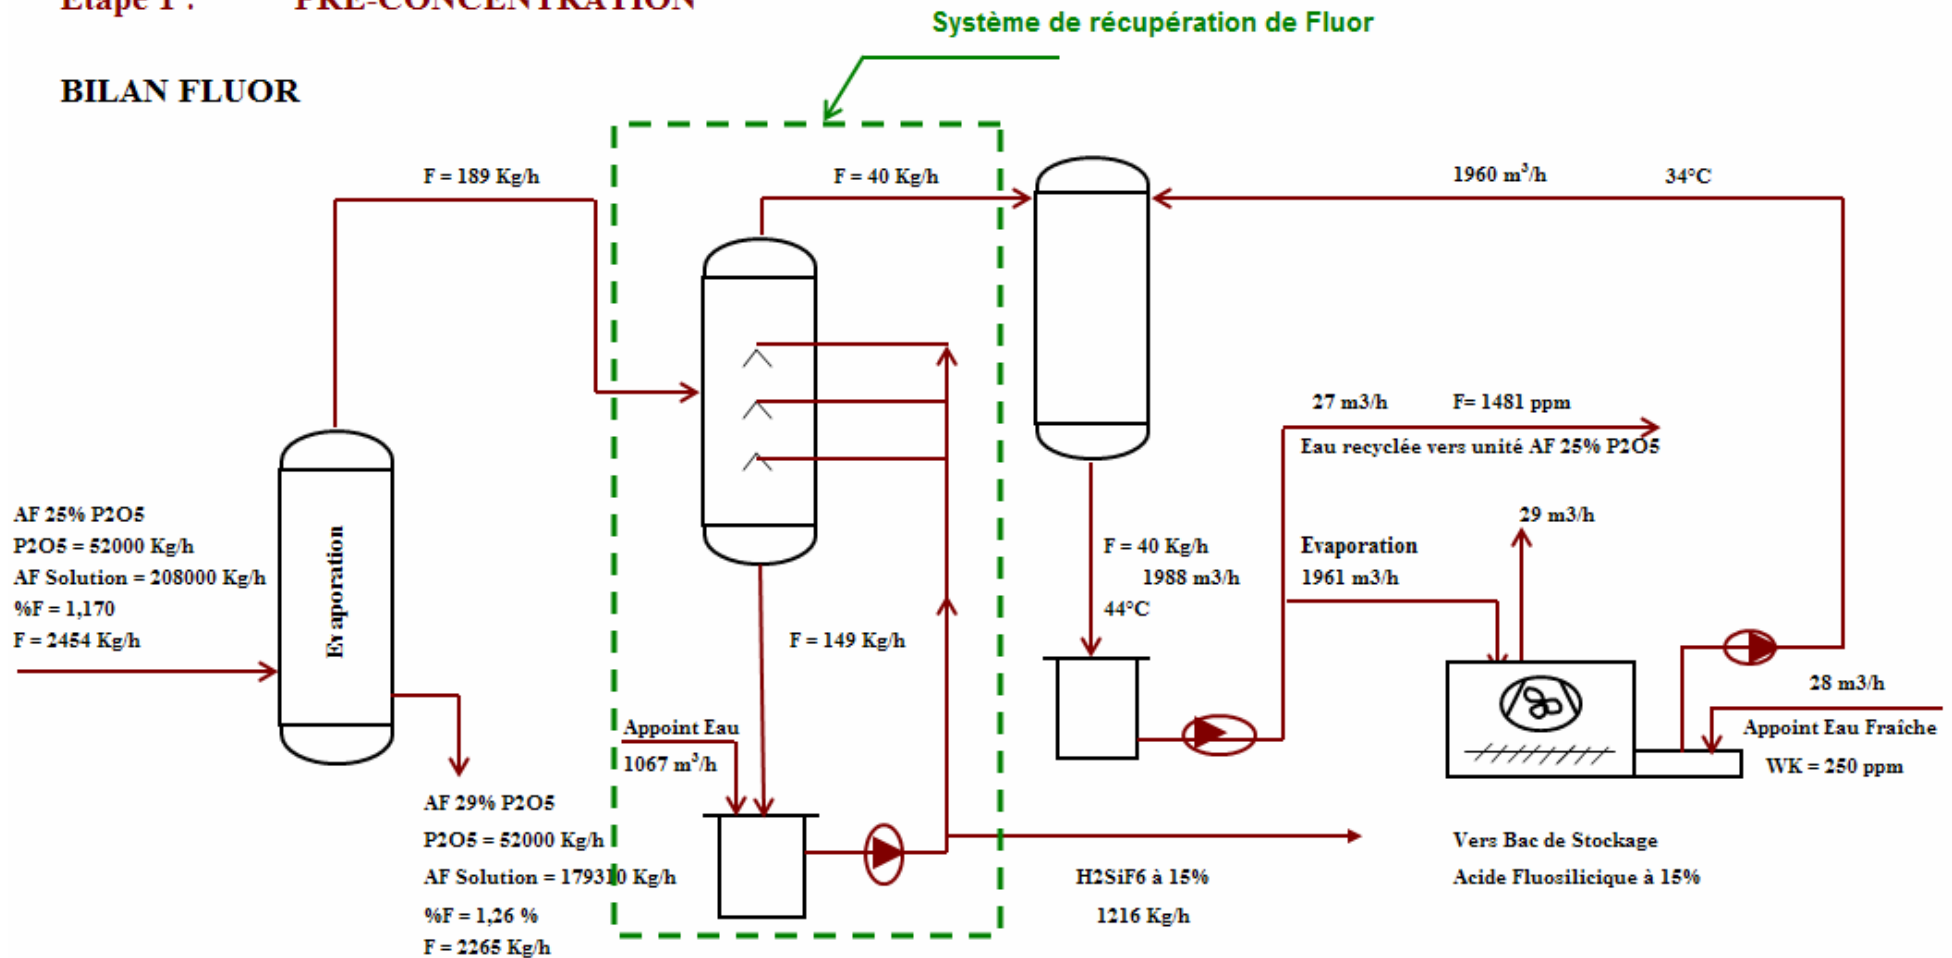 Etape 1 : PRE-CONCENTRATION
Système de récupération de Fluor
BILAN FLUOR
F = 189 Kg/h
F = 40 Kg/h
1960 m³/h 34°C
27 m3/h F= 1481 ppm
Eau recyclée vers unité AF 25% P2O5
AF 25% P2O5
P2O5 = 52000 Kg/h
AF Solution = 208000 Kg/h
%F = 1,170
F = 2454 Kg/h
Evaporation
29 m3/h
F = 40 Kg/h
1988 m3/h
44°C
Evaporation
1961 m3/h
F = 149 Kg/h
Appoint Eau
1067 m³/h
28 m3/h
Appoint Eau Fraîche
WK = 250 ppm
AF 29% P2O5
P2O5 = 52000 Kg/h
AF Solution = 179310 Kg/h
%F = 1,26 %
F = 2265 Kg/h
H2SiF6 à 15%
1216 Kg/h
Vers Bac de Stockage
Acide Fluosilicique à 15%